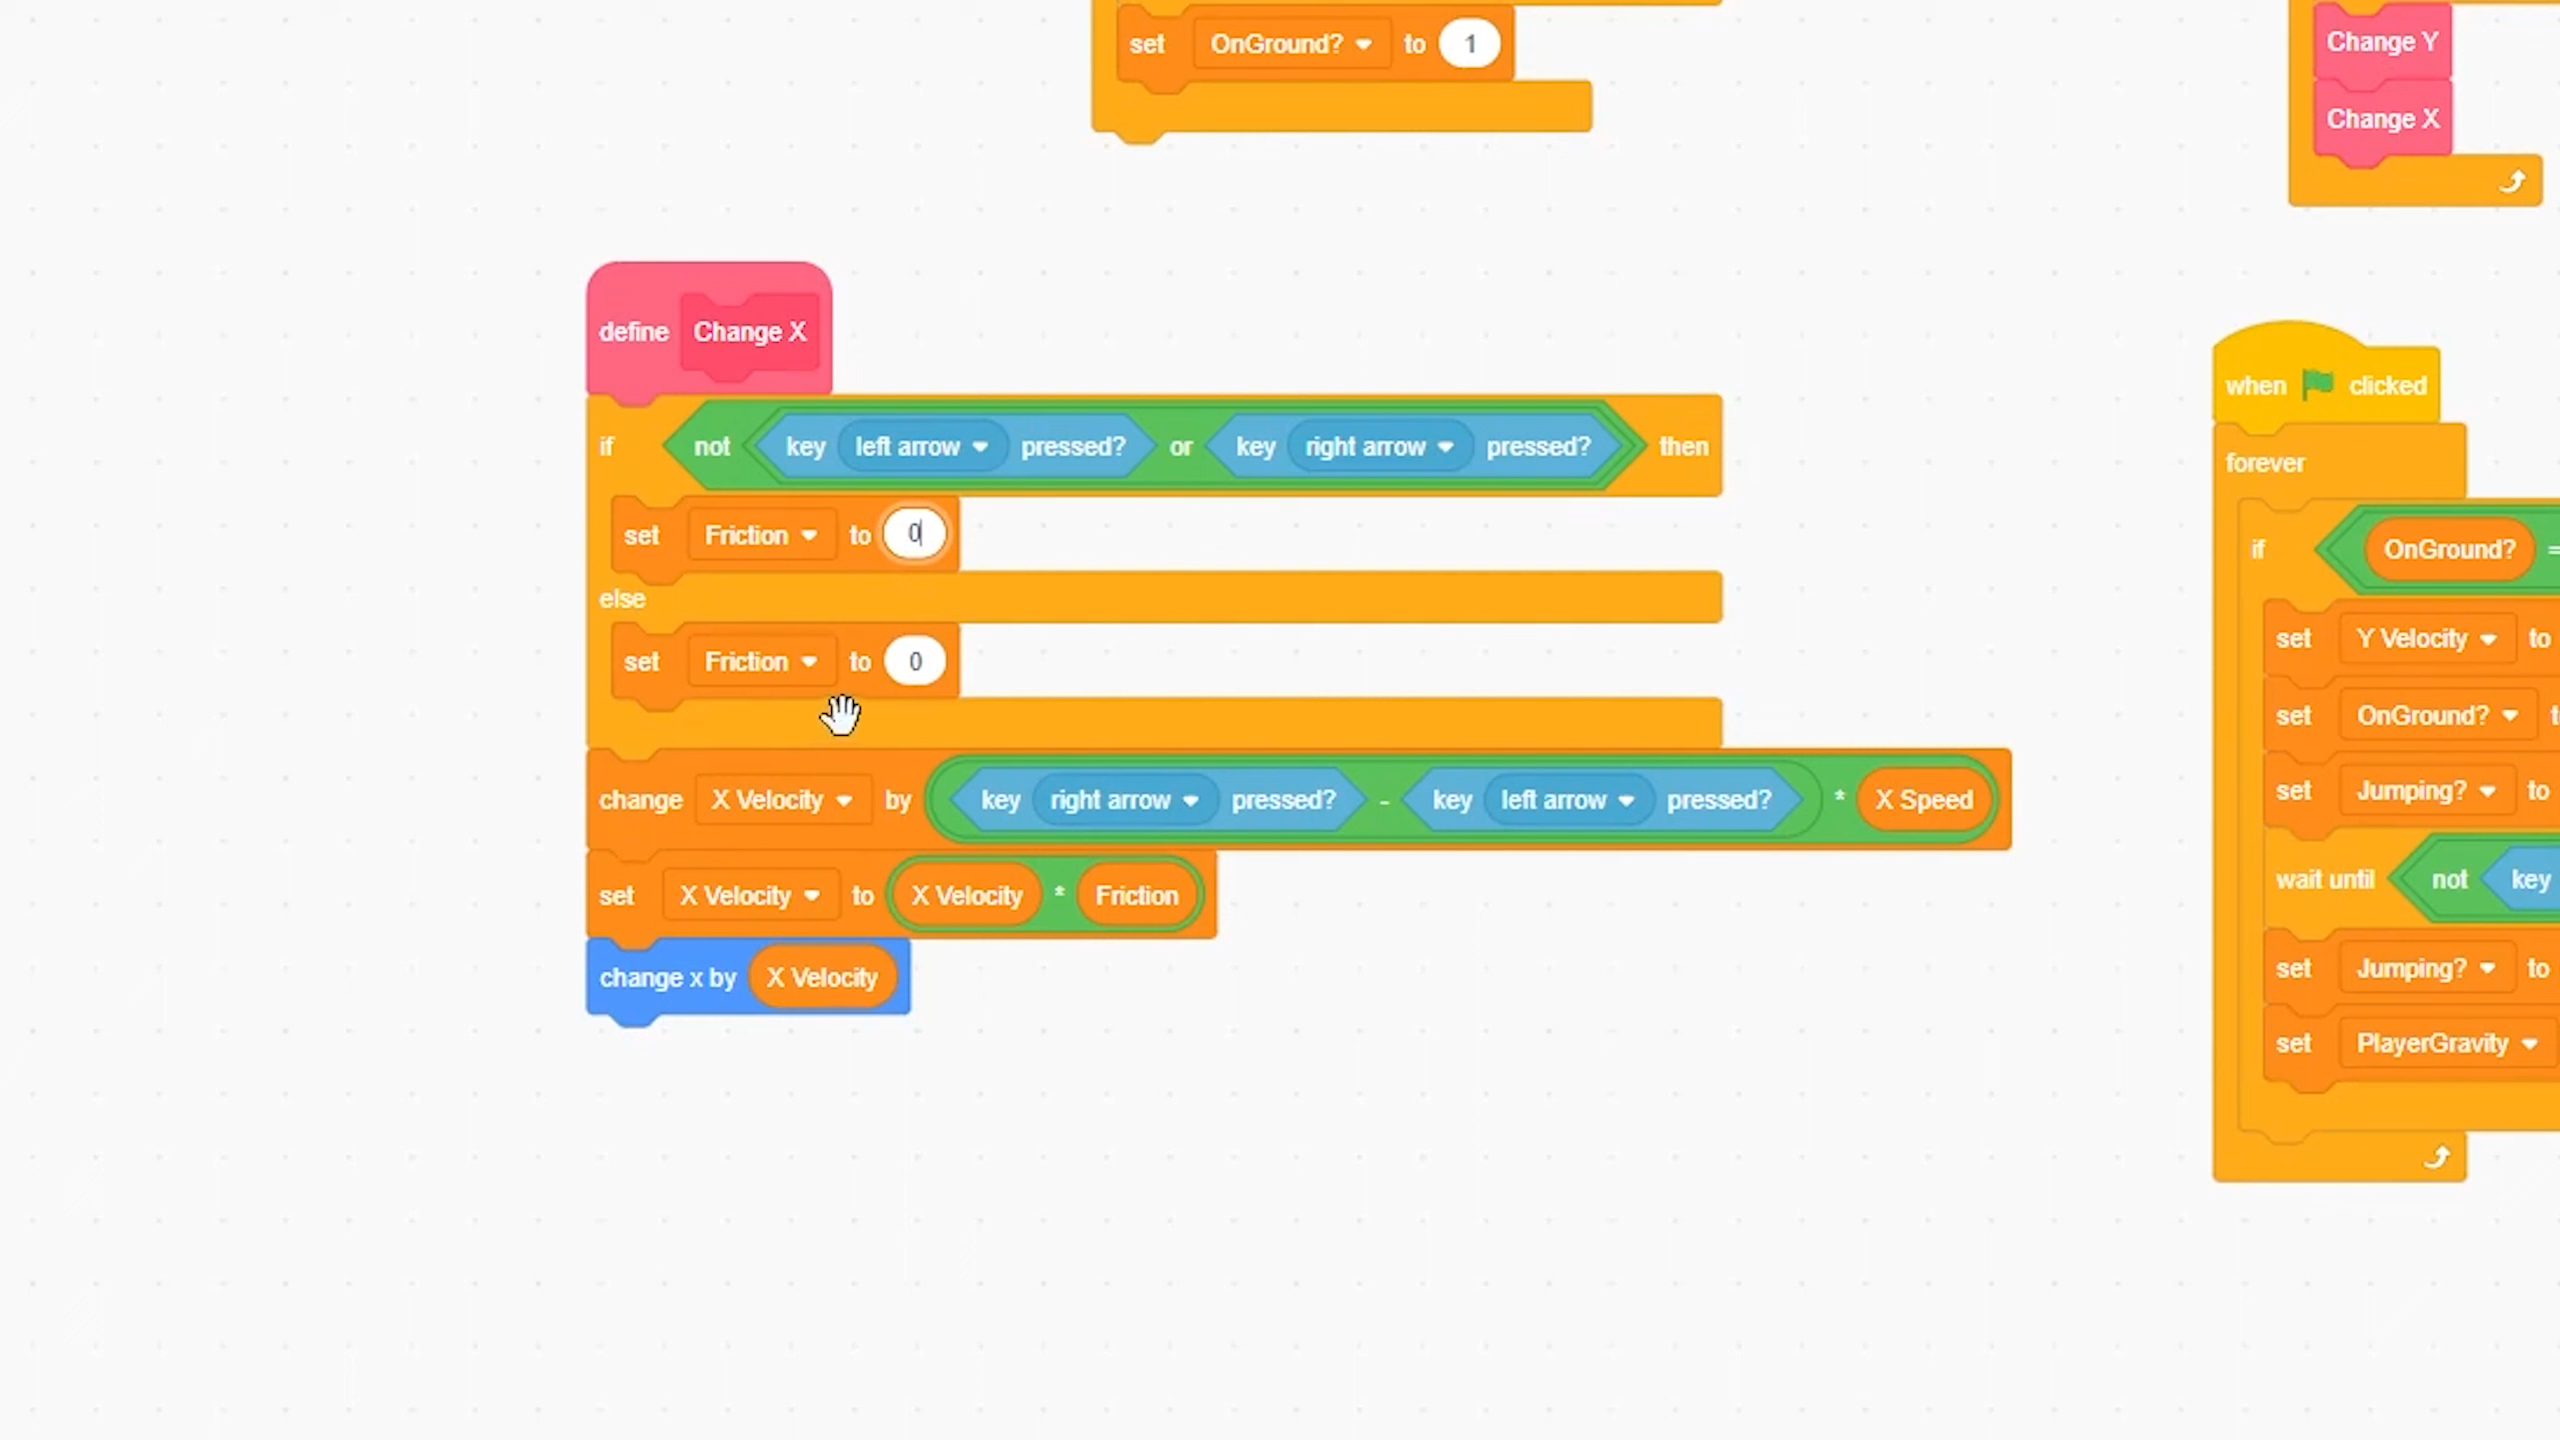 set OnGround? to 1
Change Y
Change X
define Change X
if not key left arrow pressed? or key right arrow pressed? then
set Friction to 0
else
set Friction to 0
change X Velocity by key right arrow pressed? - key left arrow pressed? * X Speed
set X Velocity to X Velocity * Friction
change x by X Velocity
when clicked
forever
if OnGround? =
set Y Velocity to
set OnGround?
set Jumping? to
wait until not key
set Jumping? to
set PlayerGravity